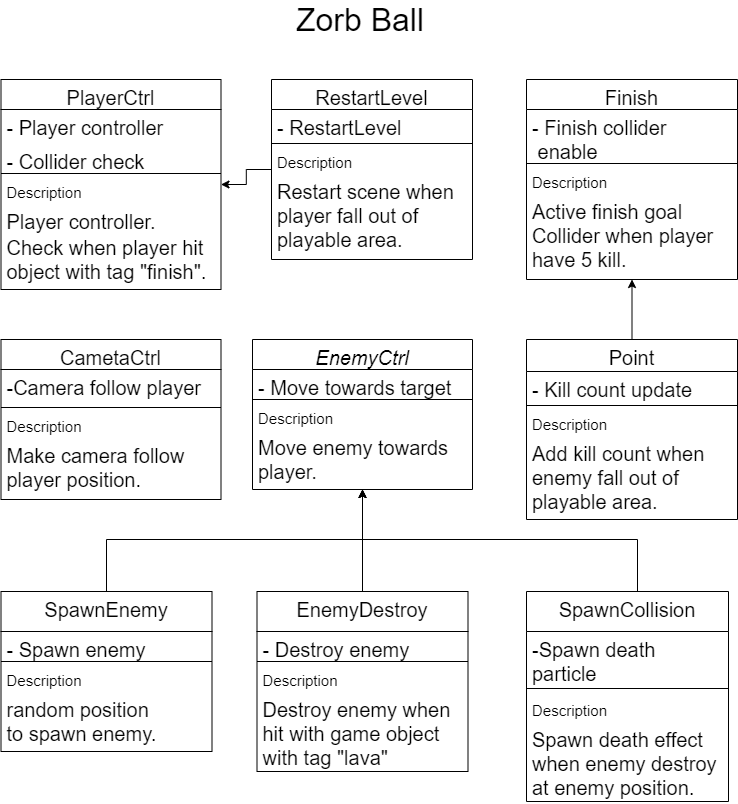 Zorb Ball
PlayerCtrl
- Player controller
- Collider check
Description
Player controller.
Check when player hit
object with tag "finish".
RestartLevel
- RestartLevel
Description
Restart scene when
player fall out of
playable area.
Finish
- Finish collider
enable
Description
Active finish goal
Collider when player
have 5 kill.
CametaCtrl
-Camera follow player
Description
Make camera follow
player position.
EnemyCtrl
- Move towards target
Description
Move enemy towards
player.
Point
- Kill count update
Description
Add kill count when
enemy fall out of
playable area.
SpawnEnemy
- Spawn enemy
Description
random position
to spawn enemy.
EnemyDestroy
- Destroy enemy
Description
Destroy enemy when
hit with game object
with tag "lava"
SpawnCollision
-Spawn death
particle
Description
Spawn death effect
when enemy destroy
at enemy position.